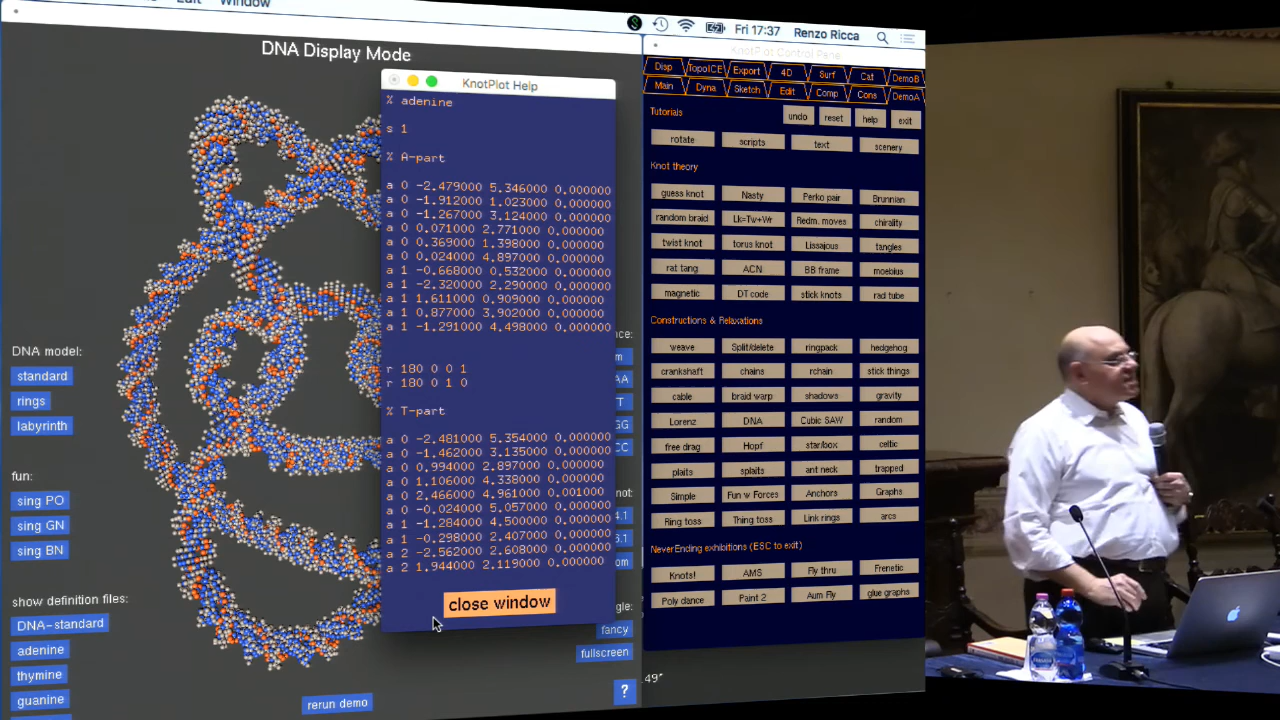 Edit Window
Fri 17:37 Renzo Ricca
DNA Display Mode
DNA model:
standard
rings
labyrinth
fun:
sing PO
sing GN
sing BN
show definition files:
DNA-standard
adenine
thymine
guanine
rerun demo
KnotPlot Help
% adenine
s 1
% A-part
a 0 -2.479000 5.346000 0.000000
a 0 -1.912000 1.023000 0.000000
a 0 -1.267000 3.124000 0.000000
a 0 0.071000 2.771000 0.000000
a 0 0.369000 1.398000 0.000000
a 0 0.024000 4.897000 0.000000
a 1 -0.668000 0.532000 0.000000
a 1 -2.320000 2.290000 0.000000
a 1 1.611000 0.909000 0.000000
a 1 0.877000 3.902000 0.000000
a 1 -1.291000 4.498000 0.000000
r 180 0 0 1
r 180 0 1 0
% T-part
a 0 -2.481000 5.354000 0.000000
a 0 -1.462000 3.135000 0.000000
a 0 0.994000 2.897000 0.000000
a 0 1.106000 4.338000 0.000000
a 0 2.466000 4.961000 0.001000
a 0 -0.024000 5.057000 0.000000
a 1 -1.284000 4.500000 0.000000
a 1 -0.298000 2.407000 0.000000
a 2 -2.562000 2.608000 0.000000
a 2 1.944000 2.119000 0.000000
close window
nce:
m
AA
T
GG
CC
not:
4.1
6.1
om
gle:
fancy
fullscreen
?
KnotPlot Control Panel
Disp TopoICE Export 4D Surf Cat DemoB
Main Dyna Sketch Edit Comp Cons DemoA
Tutorials undo reset help exit
rotate scripts text scenery
Knot theory
guess knot Nasty Perko pair Brunnian
random braid Lk=Tw+Wr Redm. moves chirality
twist knot torus knot Lissajous tangles
rat tang ACN BB frame moebius
magnetic DT code stick knots rad tube
Constructions & Relaxations
weave Split/delete ringpack hedgehog
crankshaft chains rchain stick things
cable braid warp shadows gravity
Lorenz DNA Cubic SAW random
free drag Hopf star/box celtic
plaits splaits ant neck trapped
Simple Fun w Forces Anchors Graphs
Ring toss Thing toss Link rings arcs
NeverEnding exhibitions (ESC to exit)
Knots! AMS Fly thru Frenetic
Poly dance Paint 2 Aum Fly glue graphs
49"